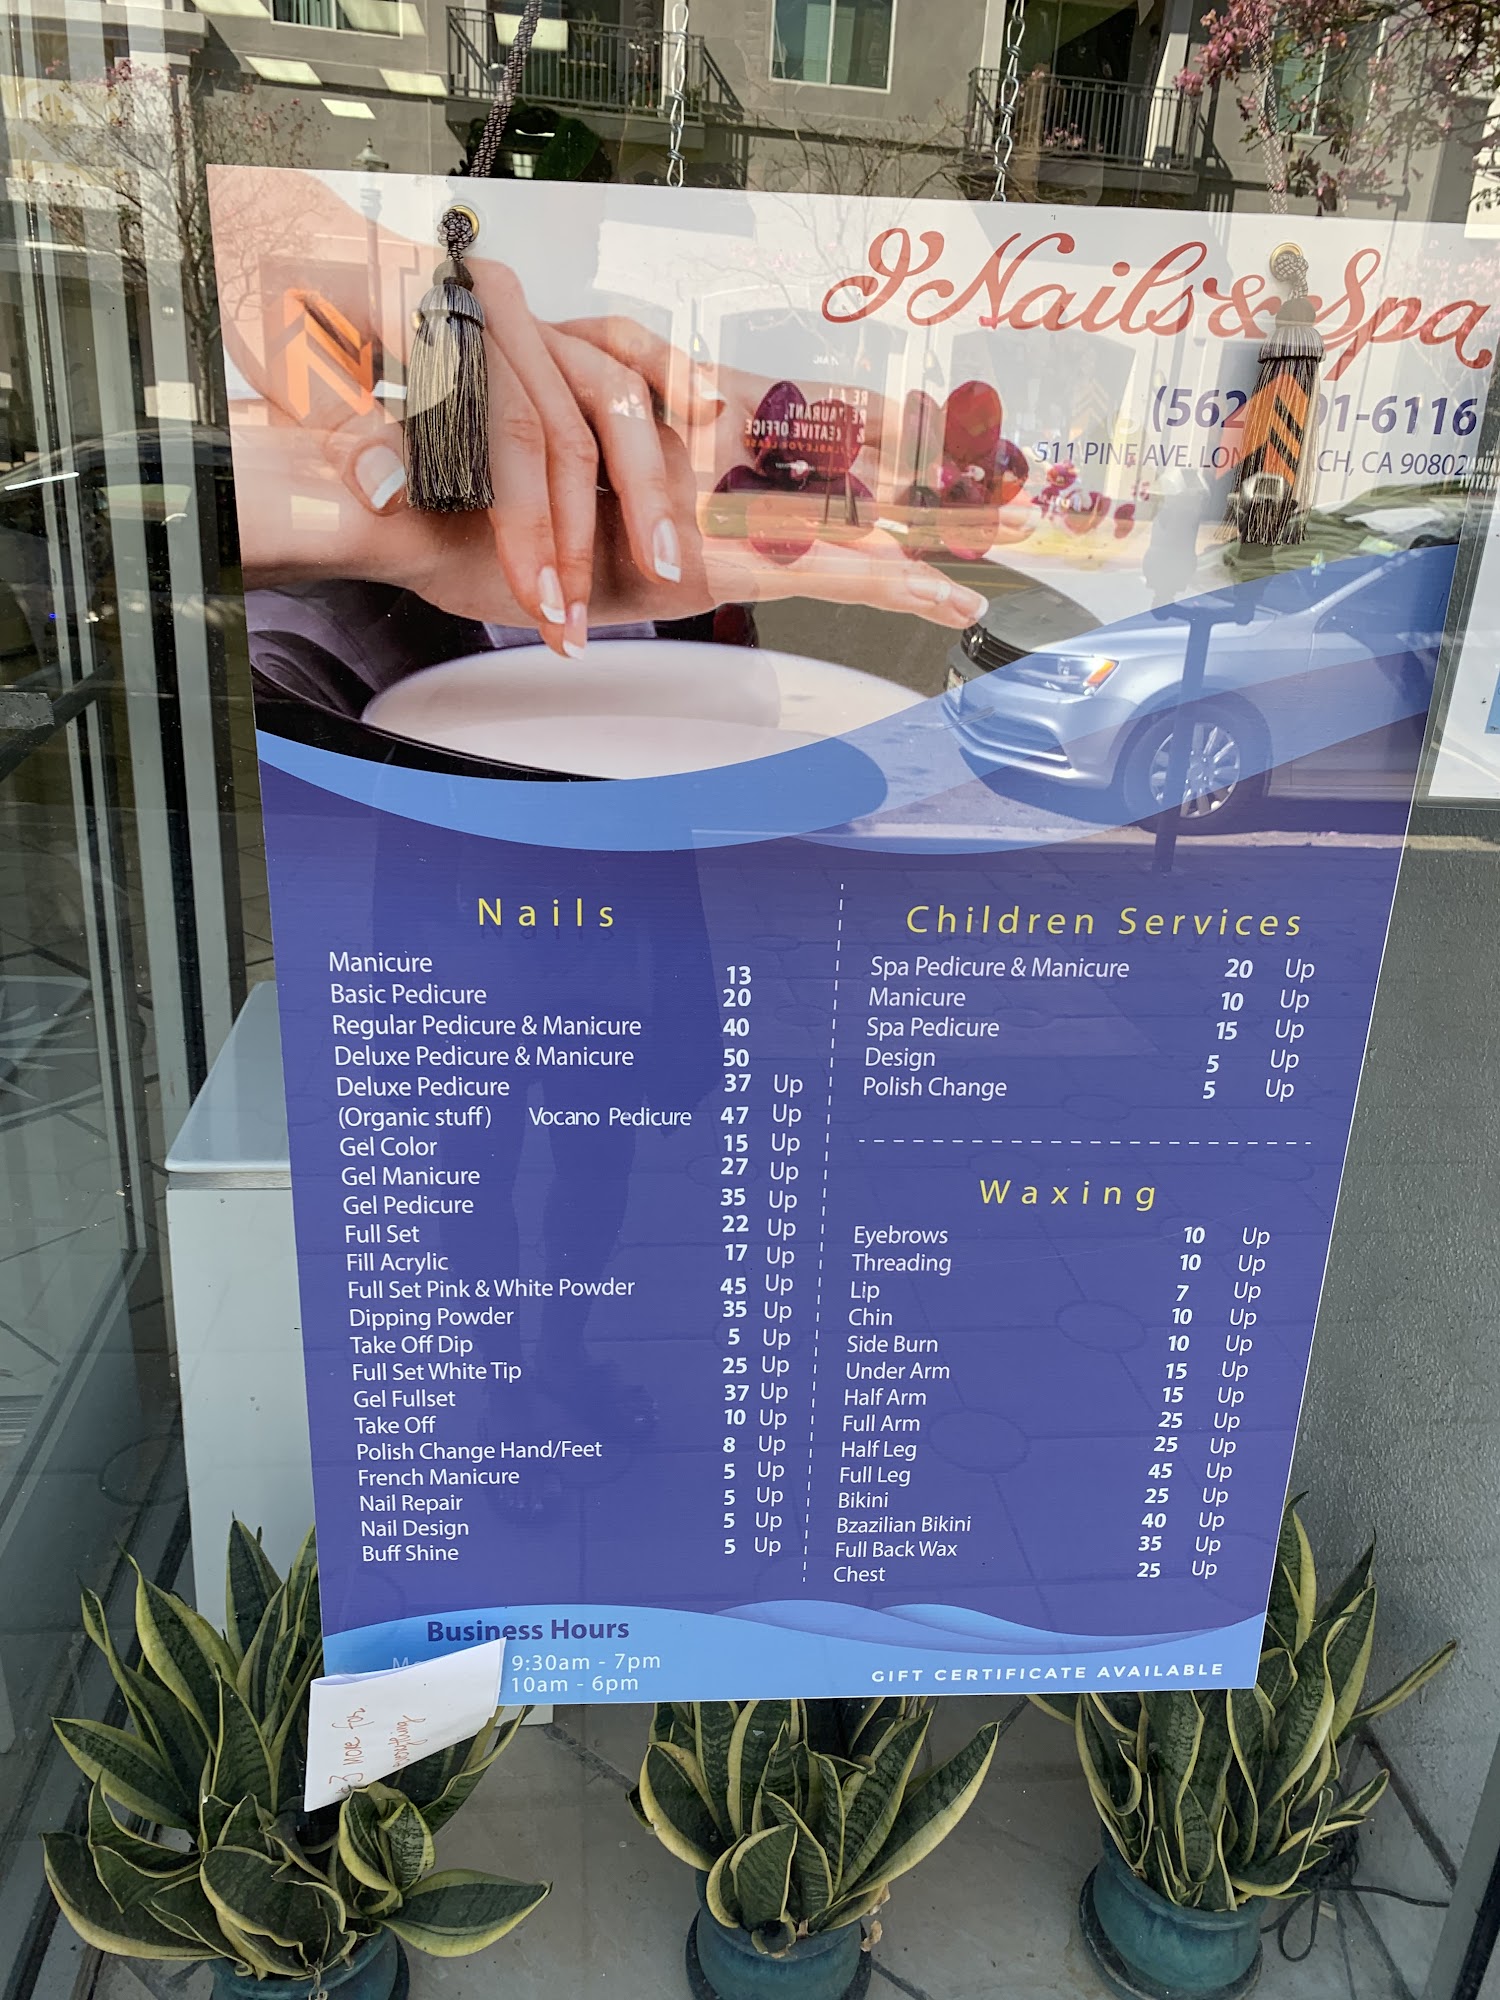 I Nails & Spa
(562 01-6116
511 PINE AVE. CH, CA 90802
Nails
Manicure 13
Basic Pedicure 20
Regular Pedicure & Manicure 40
Deluxe Pedicure & Manicure 50
Deluxe Pedicure 37 Up
(Organic stuff) Vocano Pedicure 47 Up
Gel Color 15 Up
Gel Manicure 27 Up
Gel Pedicure 35 Up
Full Set 22 Up
Fill Acrylic 17 Up
Full Set Pink & White Powder 45 Up
Dipping Powder 35 Up
Take Off Dip 5 Up
Full Set White Tip 25 Up
Gel Fullset 37 Up
Take Off 10 Up
Polish Change Hand/Feet 8 Up
French Manicure 5 Up
Nail Repair 5 Up
Nail Design 5 Up
Buff Shine 5 Up
Children Services
Spa Pedicure & Manicure 20 Up
Manicure 10 Up
Spa Pedicure 15 Up
Design 5 Up
Polish Change 5 Up
Waxing
Eyebrows 10 Up
Threading 10 Up
Lip 7 Up
Chin 10 Up
Side Burn 10 Up
Under Arm 15 Up
Half Arm 15 Up
Full Arm 25 Up
Half Leg 25 Up
Full Leg 45 Up
Bikini 25 Up
Bzazilian Bikini 40 Up
Full Back Wax 35 Up
Chest 25 Up
Business Hours
9:30am - 7pm
10am - 6pm
GIFT CERTIFICATE AVAILABLE
$3 more for
everything